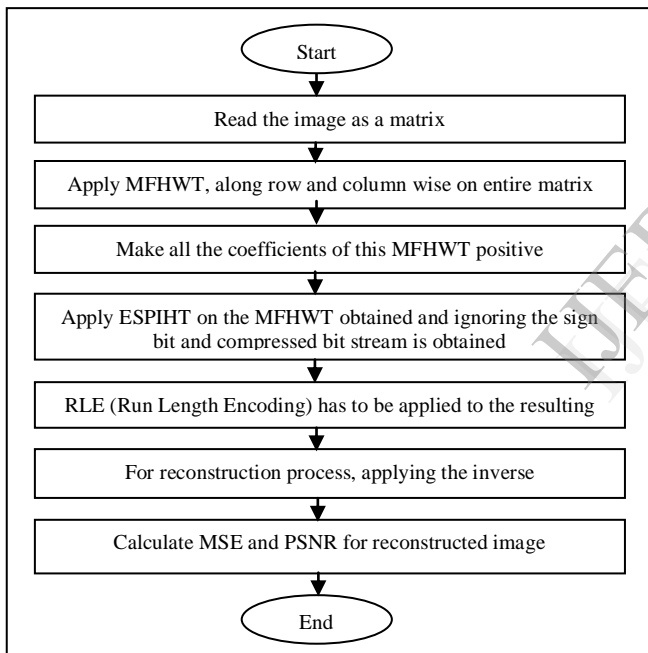 Start
Read the image as a matrix
Apply MFHWT, along row and column wise on entire matrix
Make all the coefficients of this MFHWT positive
Apply ESPIHT on the MFHWT obtained and ignoring the sign
bit and compressed bit stream is obtained
RLE (Run Length Encoding) has to be applied to the resulting
For reconstruction process, applying the inverse
Calculate MSE and PSNR for reconstructed image
End